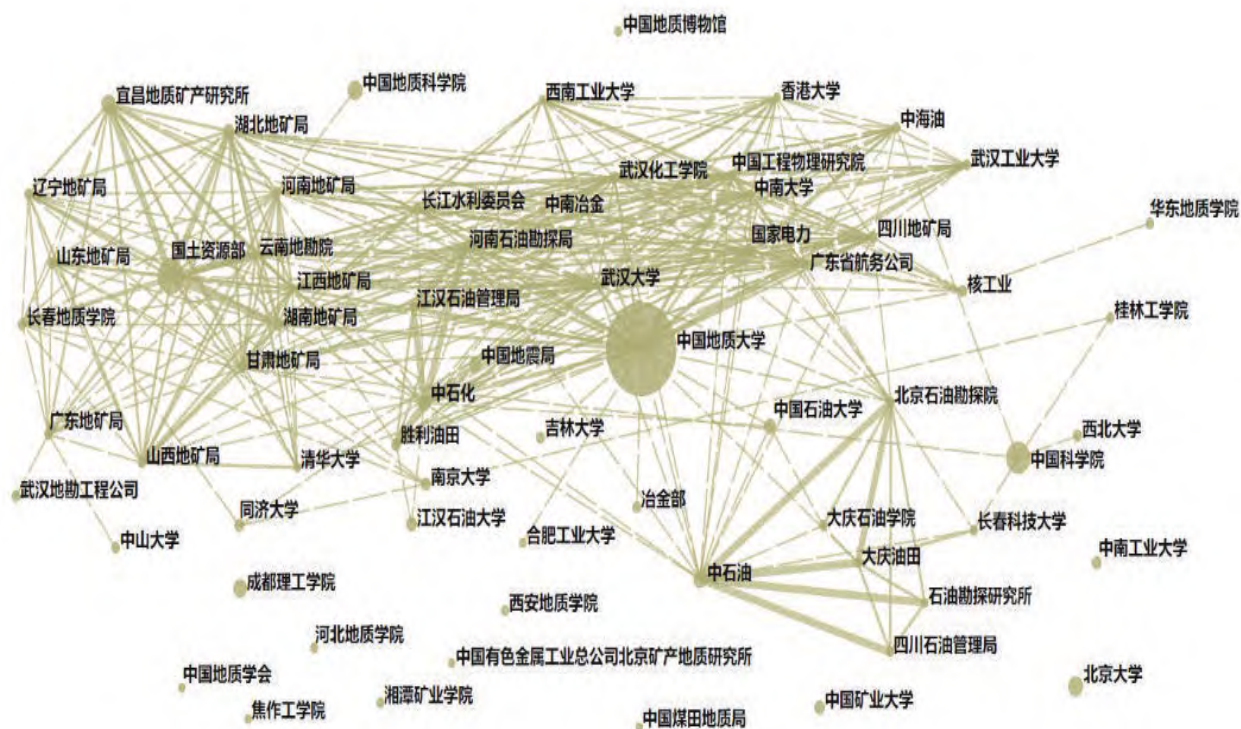 中国地质博物馆
中国地质科学院
宜昌地质矿产研究所
西南工业大学
香港大学
湖北地矿局
中海油
武汉化工学院
中国工程物理研究院
武汉工业大学
辽宁地矿局
河南地矿局
长江水利委员会
中南冶金
中南大学
华东地质学院
国土资源部
云南地勘院
河南石油勘探局
国家电力
四川地矿局
山东地矿局
江西地矿局
武汉大学
广东省航务公司
江汉石油管理局
核工业
长春地质学院
湖南地矿局
桂林工学院
中国地质大学
甘肃地矿局
中国地震局
中石化
北京石油勘探院
广东地矿局
胜利油田
吉林大学
中国石油大学
西北大学
山西地矿局
清华大学
中国科学院
南京大学
武汉地勘工程公司
同济大学
江汉石油大学
冶金部
大庆石油学院
长春科技大学
中山大学
合肥工业大学
中南工业大学
大庆油田
中石油
成都理工学院
石油勘探研究所
西安地质学院
河北地质学院
四川石油管理局
中国有色金属工业总公司北京矿产地质研究所
中国地质学会
北京大学
湘潭矿业学院
中国矿业大学
焦作工学院
中国煤田地质局